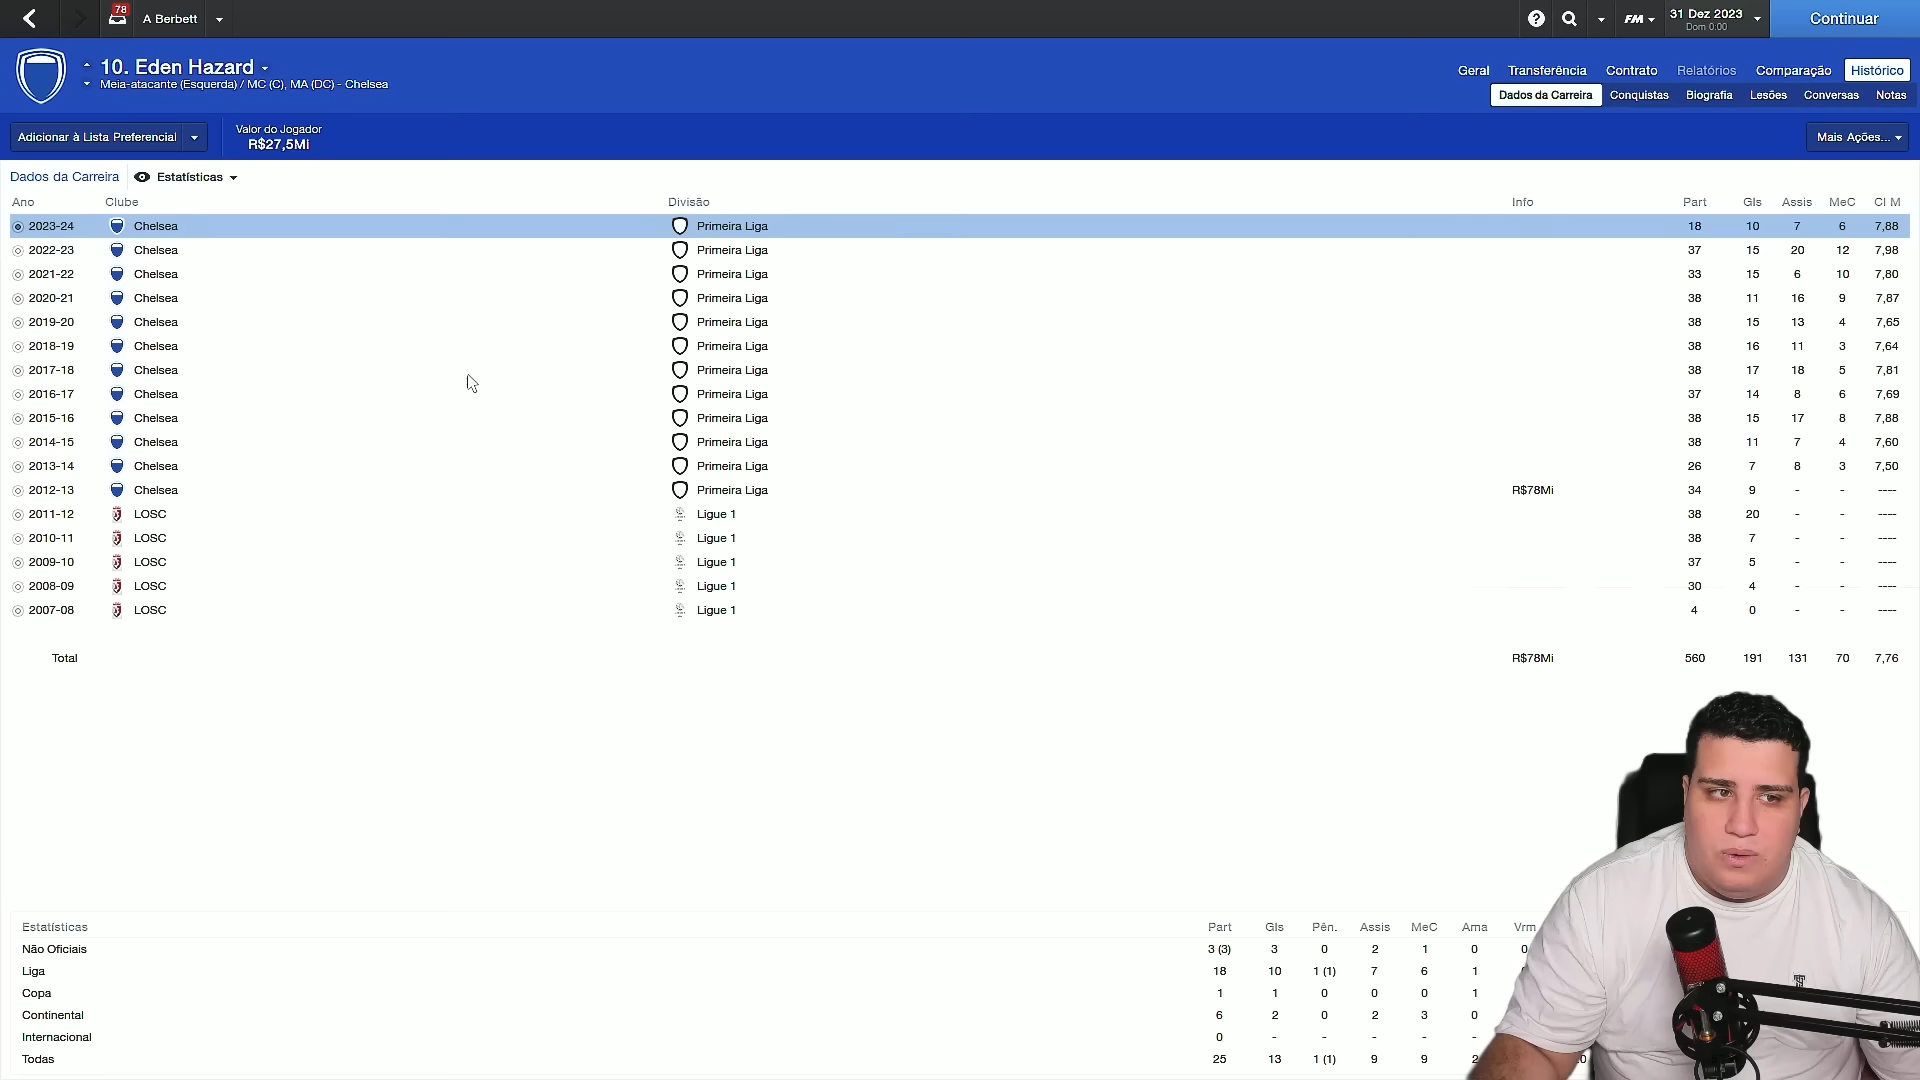 78 A Berbett FM 31 Dez 2023 Continuar
Dom 0:00
10. Eden Hazard
Meia-atacante (Esquerda) / MC (C), MA (DC) - Chelsea
Geral Transferência Contrato Relatórios Comparação Histórico
Dados da Carreira Conquistas Biografia Lesões Conversas Notas
Adicionar à Lista Preferencial
Valor do Jogador
R$27,5Mi
Mais Ações...
Dados da Carreira Estatísticas
Ano Clube Divisão Info Part Gls Assis MeC Cl M
2023-24 Chelsea Primeira Liga 18 10 7 6 7,88
2022-23 Chelsea Primeira Liga 37 15 20 12 7,98
2021-22 Chelsea Primeira Liga 33 15 6 10 7,80
2020-21 Chelsea Primeira Liga 38 11 16 9 7,87
2019-20 Chelsea Primeira Liga 38 15 13 4 7,65
2018-19 Chelsea Primeira Liga 38 16 11 3 7,64
2017-18 Chelsea Primeira Liga 38 17 18 5 7,81
2016-17 Chelsea Primeira Liga 37 14 8 6 7,69
2015-16 Chelsea Primeira Liga 38 15 17 8 7,88
2014-15 Chelsea Primeira Liga 38 11 7 4 7,60
2013-14 Chelsea Primeira Liga 26 7 8 3 7,50
2012-13 Chelsea Primeira Liga R$78Mi 34 9 - - ----
2011-12 LOSC Ligue 1 38 20 - - ----
2010-11 LOSC Ligue 1 38 7 - - ----
2009-10 LOSC Ligue 1 37 5 - - ----
2008-09 LOSC Ligue 1 30 4 - - ----
2007-08 LOSC Ligue 1 4 0 - - ----
Total R$78Mi 560 191 131 70 7,76
Estatísticas Part Gls Pên. Assis MeC Ama Vrm
Não Oficiais 3 (3) 3 0 2 1 0 0
Liga 18 10 1 (1) 7 6 1
Copa 1 1 0 0 0 1
Continental 6 2 0 2 3 0
Internacional 0 - - - - -
Todas 25 13 1 (1) 9 9 2